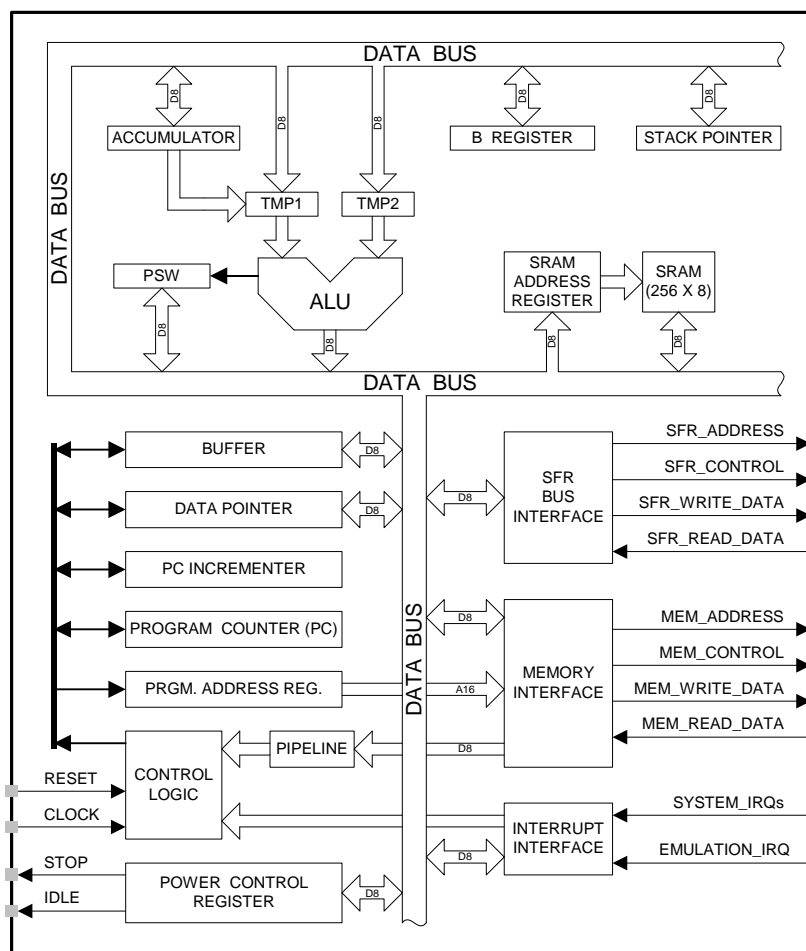 DATA BUS
D8
D8
D8
D8
D8
ACCUMULATOR
B REGISTER
STACK POINTER
DATA BUS
TMP1
TMP2
PSW
ALU
SRAM
ADDRESS
REGISTER
SRAM
(256 X 8)
D8
D8
D8
D8
DATA BUS
BUFFER
D8
DATA POINTER
D8
PC INCREMENTER
PROGRAM COUNTER (PC)
PRGM. ADDRESS REG.
A16
CONTROL
LOGIC
PIPELINE
D8
RESET
CLOCK
STOP
IDLE
POWER CONTROL
REGISTER
D8
DATA BUS
D8
SFR
BUS
INTERFACE
SFR_ADDRESS
SFR_CONTROL
SFR_WRITE_DATA
SFR_READ_DATA
D8
MEMORY
INTERFACE
MEM_ADDRESS
MEM_CONTROL
MEM_WRITE_DATA
MEM_READ_DATA
INTERRUPT
INTERFACE
D8
SYSTEM_IRQs
EMULATION_IRQ